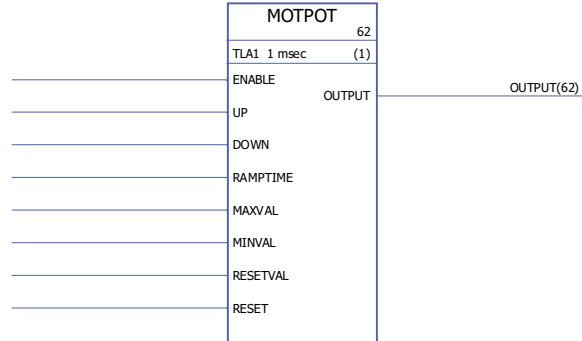 MOTPOT
62
TLA1 1 msec (1)
ENABLE
OUTPUT
OUTPUT(62)
UP
DOWN
RAMPTIME
MAXVAL
MINVAL
RESETVAL
RESET